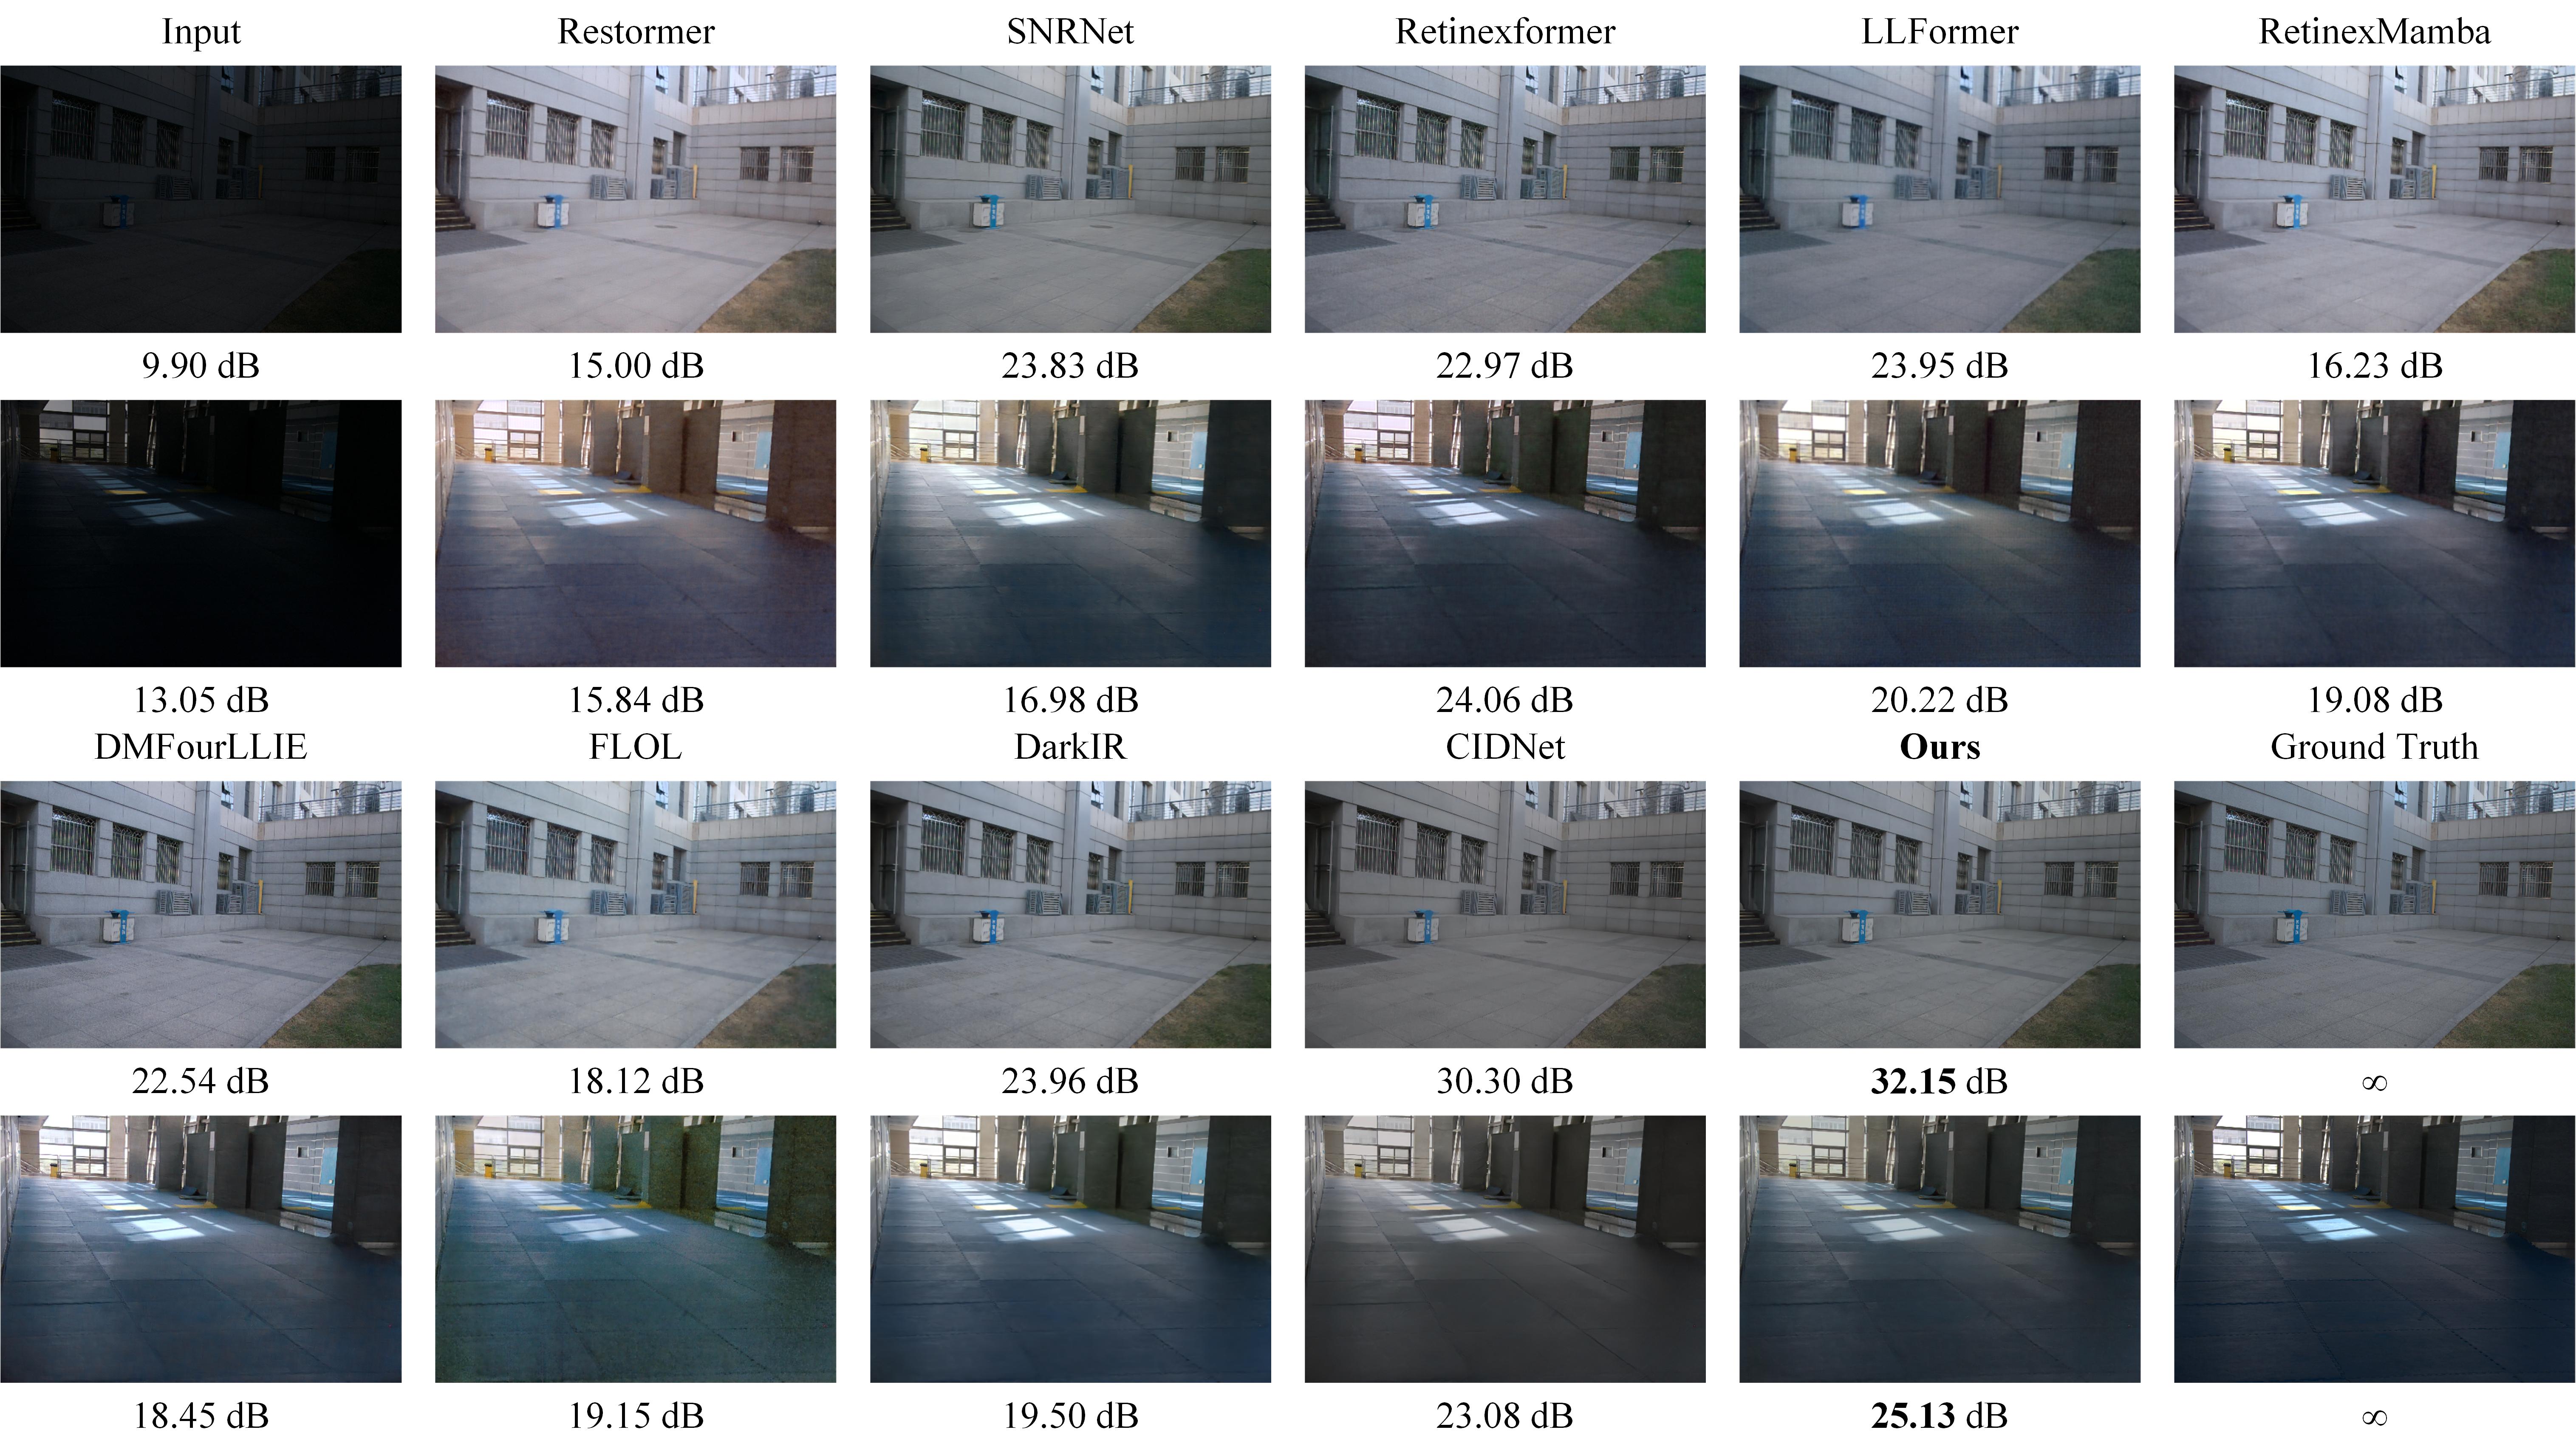 Input Restormer SNRNet Retinexformer LLFormer RetinexMamba
9.90 dB 15.00 dB 23.83 dB 22.97 dB 23.95 dB 16.23 dB
13.05 dB 15.84 dB 16.98 dB 24.06 dB 20.22 dB 19.08 dB
DMFourLLIE FLOL DarkIR CIDNet Ours Ground Truth
22.54 dB 18.12 dB 23.96 dB 30.30 dB 32.15 dB ∞
18.45 dB 19.15 dB 19.50 dB 23.08 dB 25.13 dB ∞